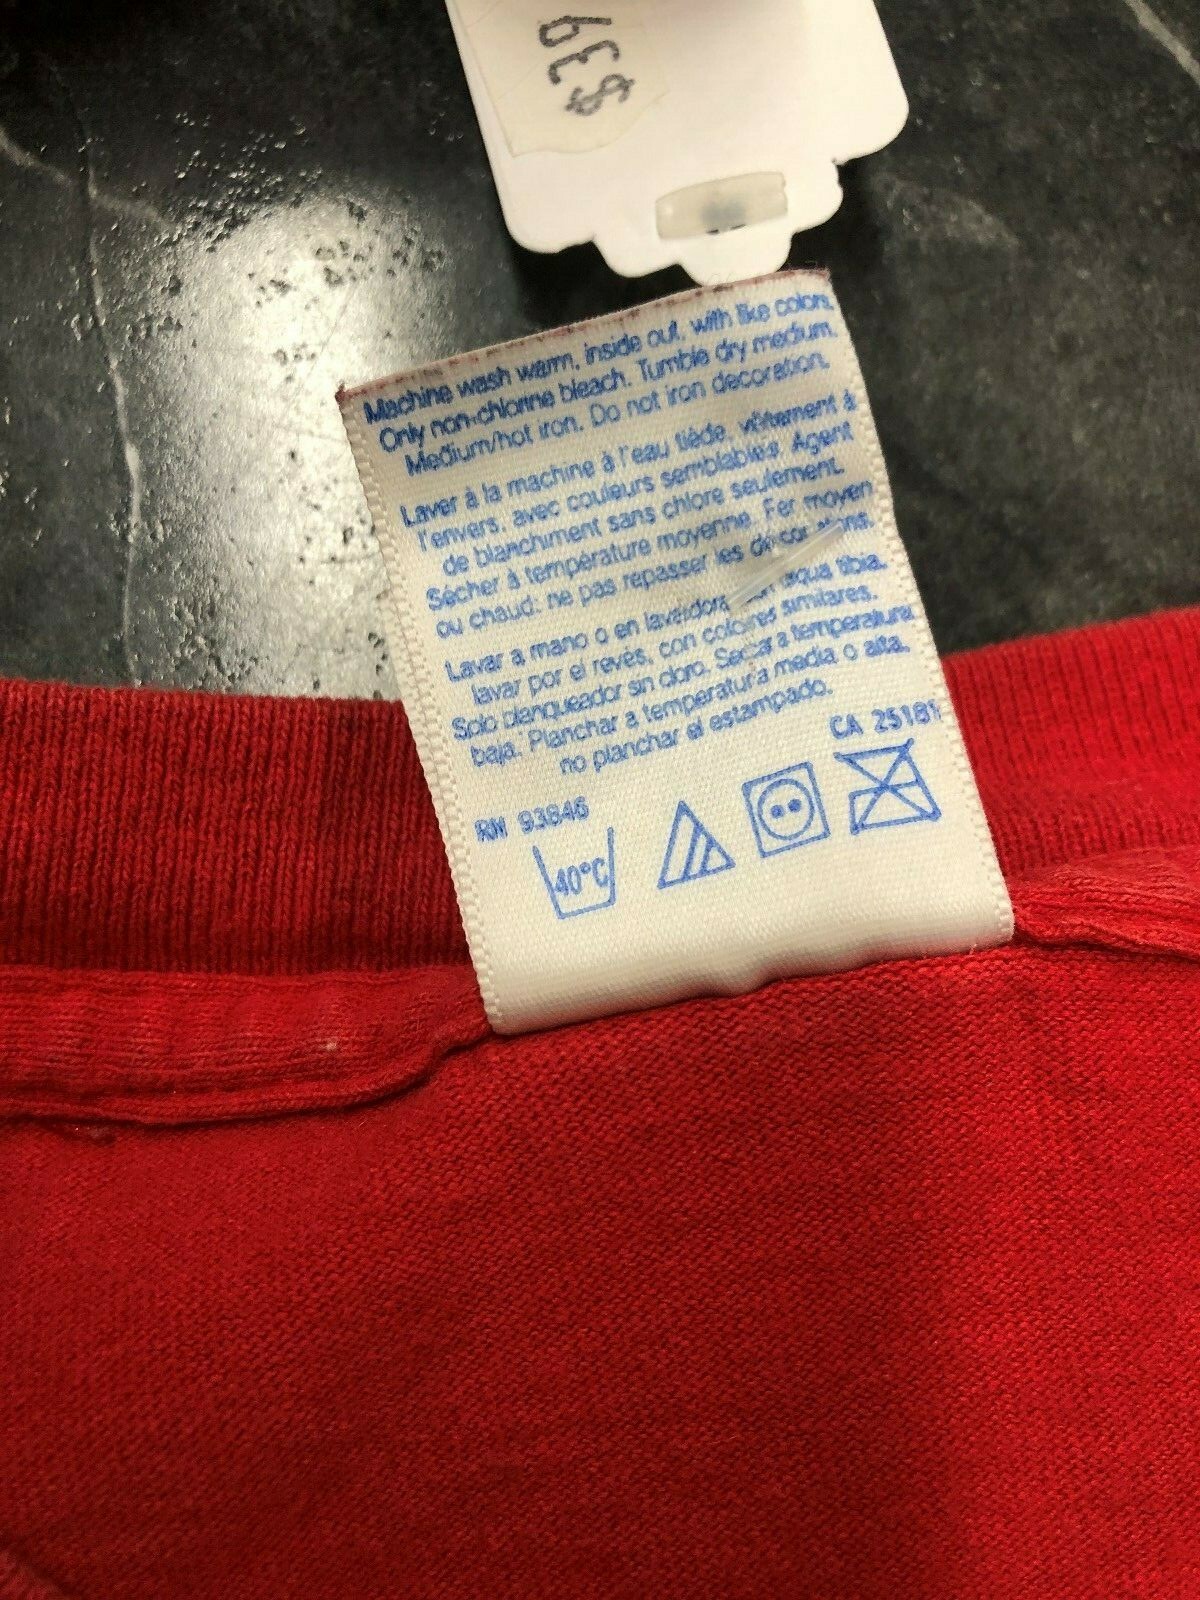 $39
Machine wash warm, inside out, with like colors.
Only non-chlorine bleach. Tumble dry medium.
Medium/hot iron. Do not iron decoration.
Laver à la machine à l'eau tiède, vêtement à
l'envers, avec couleurs semblables. Agent
de blanchiment sans chlore seulement.
Sécher à température moyenne. Fer moyen
ou chaud: ne pas repasser les décorations.
Lavar a mano o en lavadora con agua tibia,
lavar por el revés, con colores similares.
Solo blanqueador sin cloro. Secar a temperatura
baja. Planchar a temperatura media o alta,
no planchar el estampado.
CA 25181
RN 93846
40°C